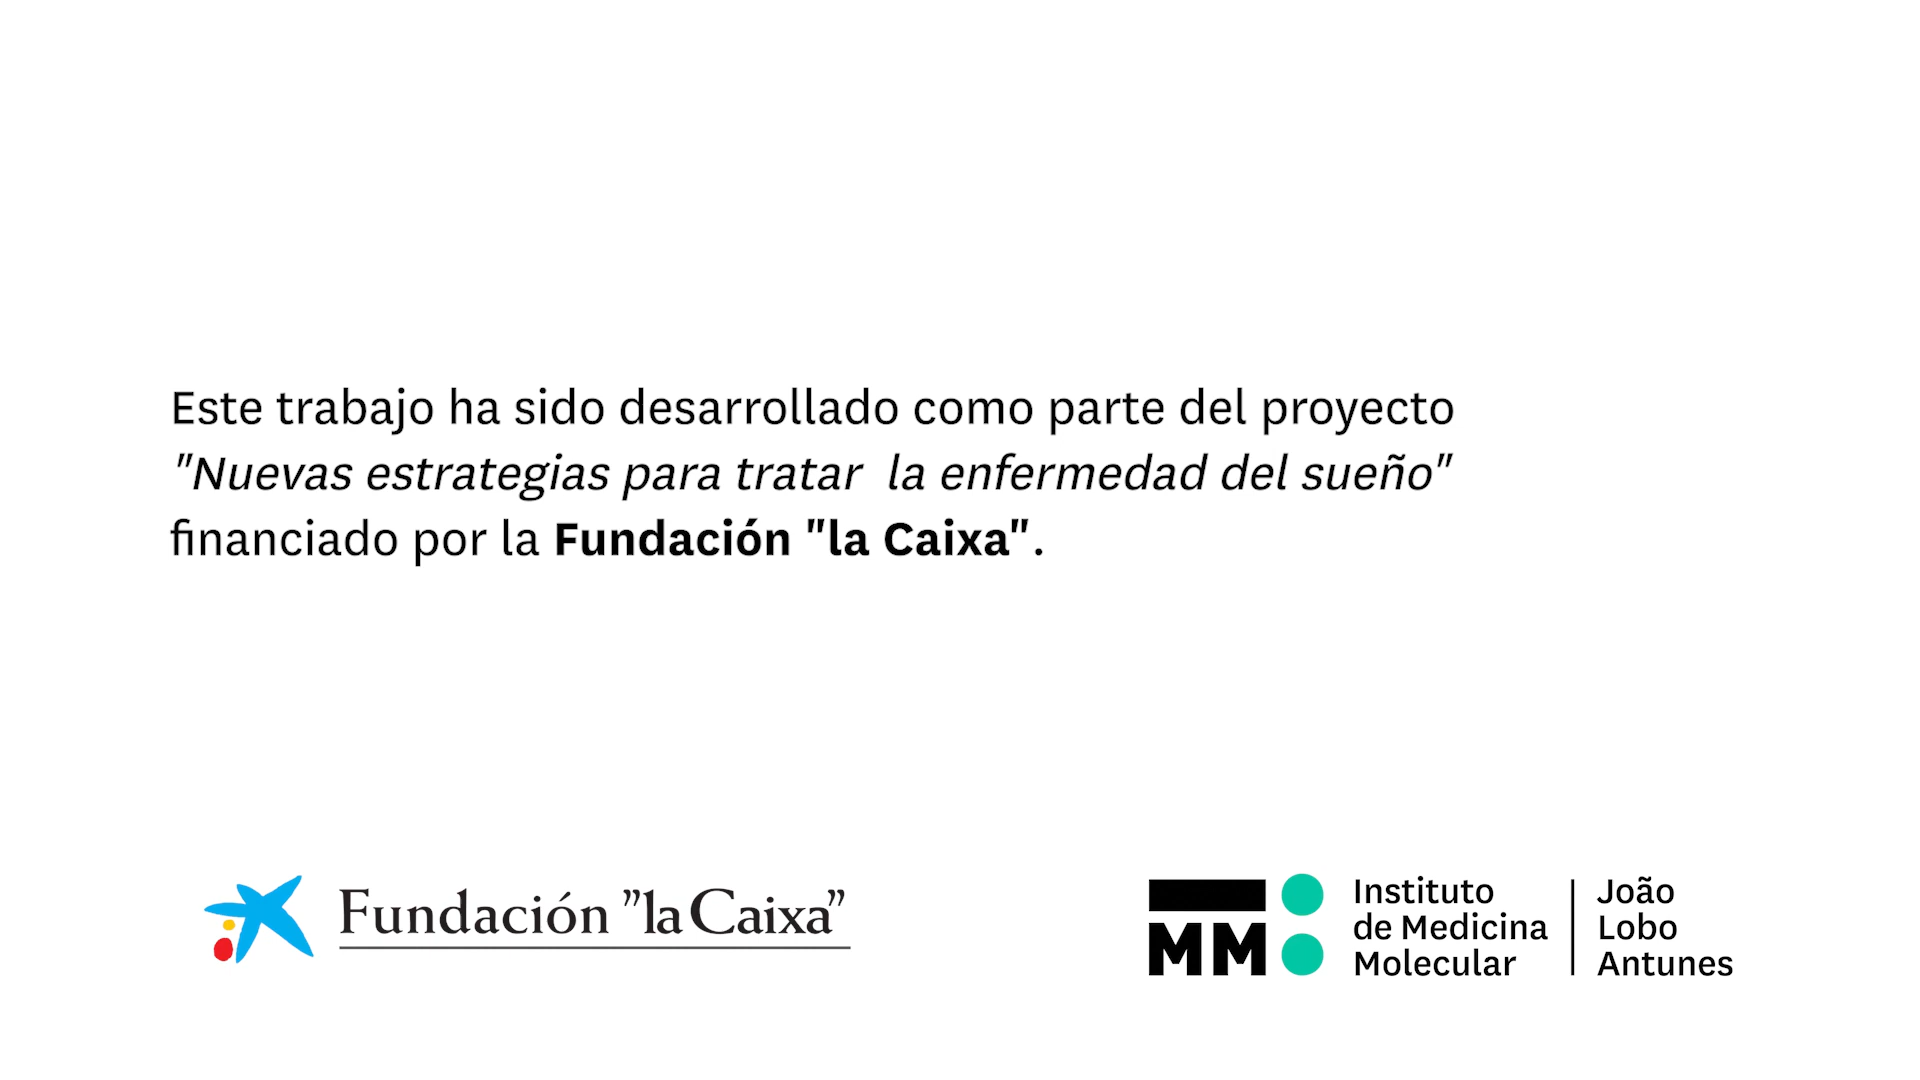 Este trabajo ha sido desarrollado como parte del proyecto
"Nuevas estrategias para tratar  la enfermedad del sueño"
financiado por la Fundación "la Caixa".
Fundación ”la Caixa”
MM
Instituto
de Medicina
Molecular
João
Lobo
Antunes